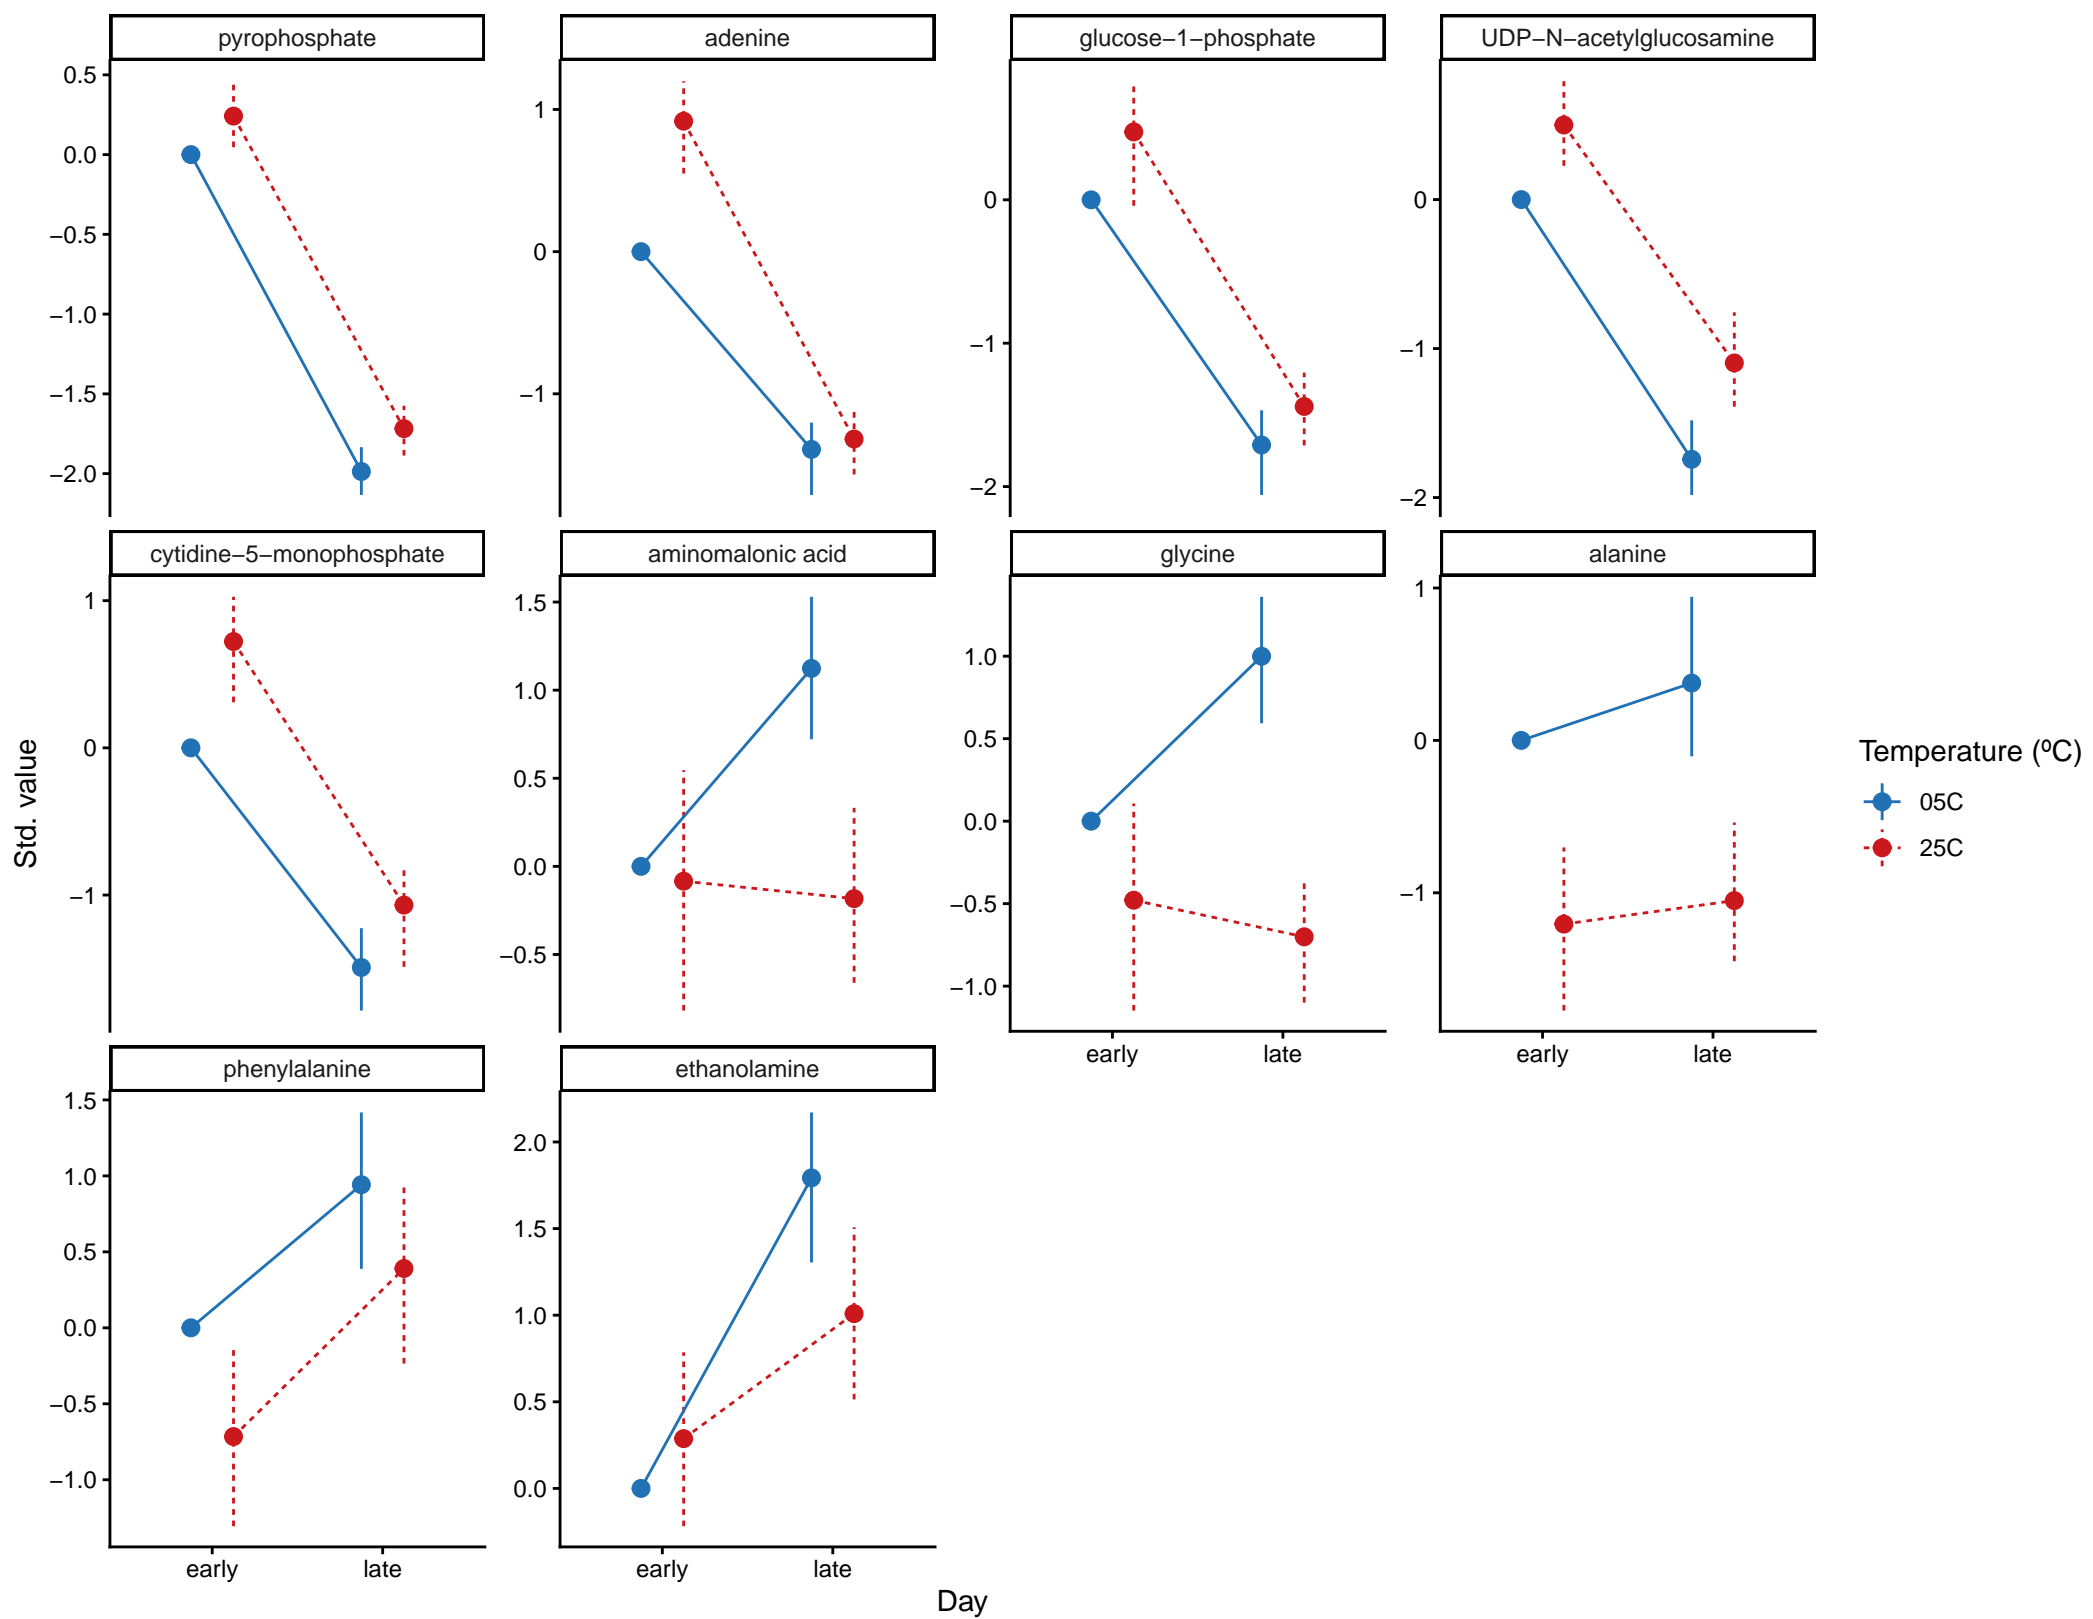 pyrophosphate
adenine
glucose−1−phosphate
UDP−N−acetylglucosamine
0.5
0.0
−0.5
−1.0
−1.5
−2.0
1
0
−1
0
−1
−2
0
−1
−2
cytidine−5−monophosphate
aminomalonic acid
glycine
alanine
1
0
−1
1.5
1.0
0.5
0.0
−0.5
1.0
0.5
0.0
−0.5
−1.0
1
0
−1
early late
early late
phenylalanine
ethanolamine
1.5
1.0
0.5
0.0
−0.5
−1.0
2.0
1.5
1.0
0.5
0.0
early late
early late
Day
Std. value
Temperature (ºC)
05C
25C